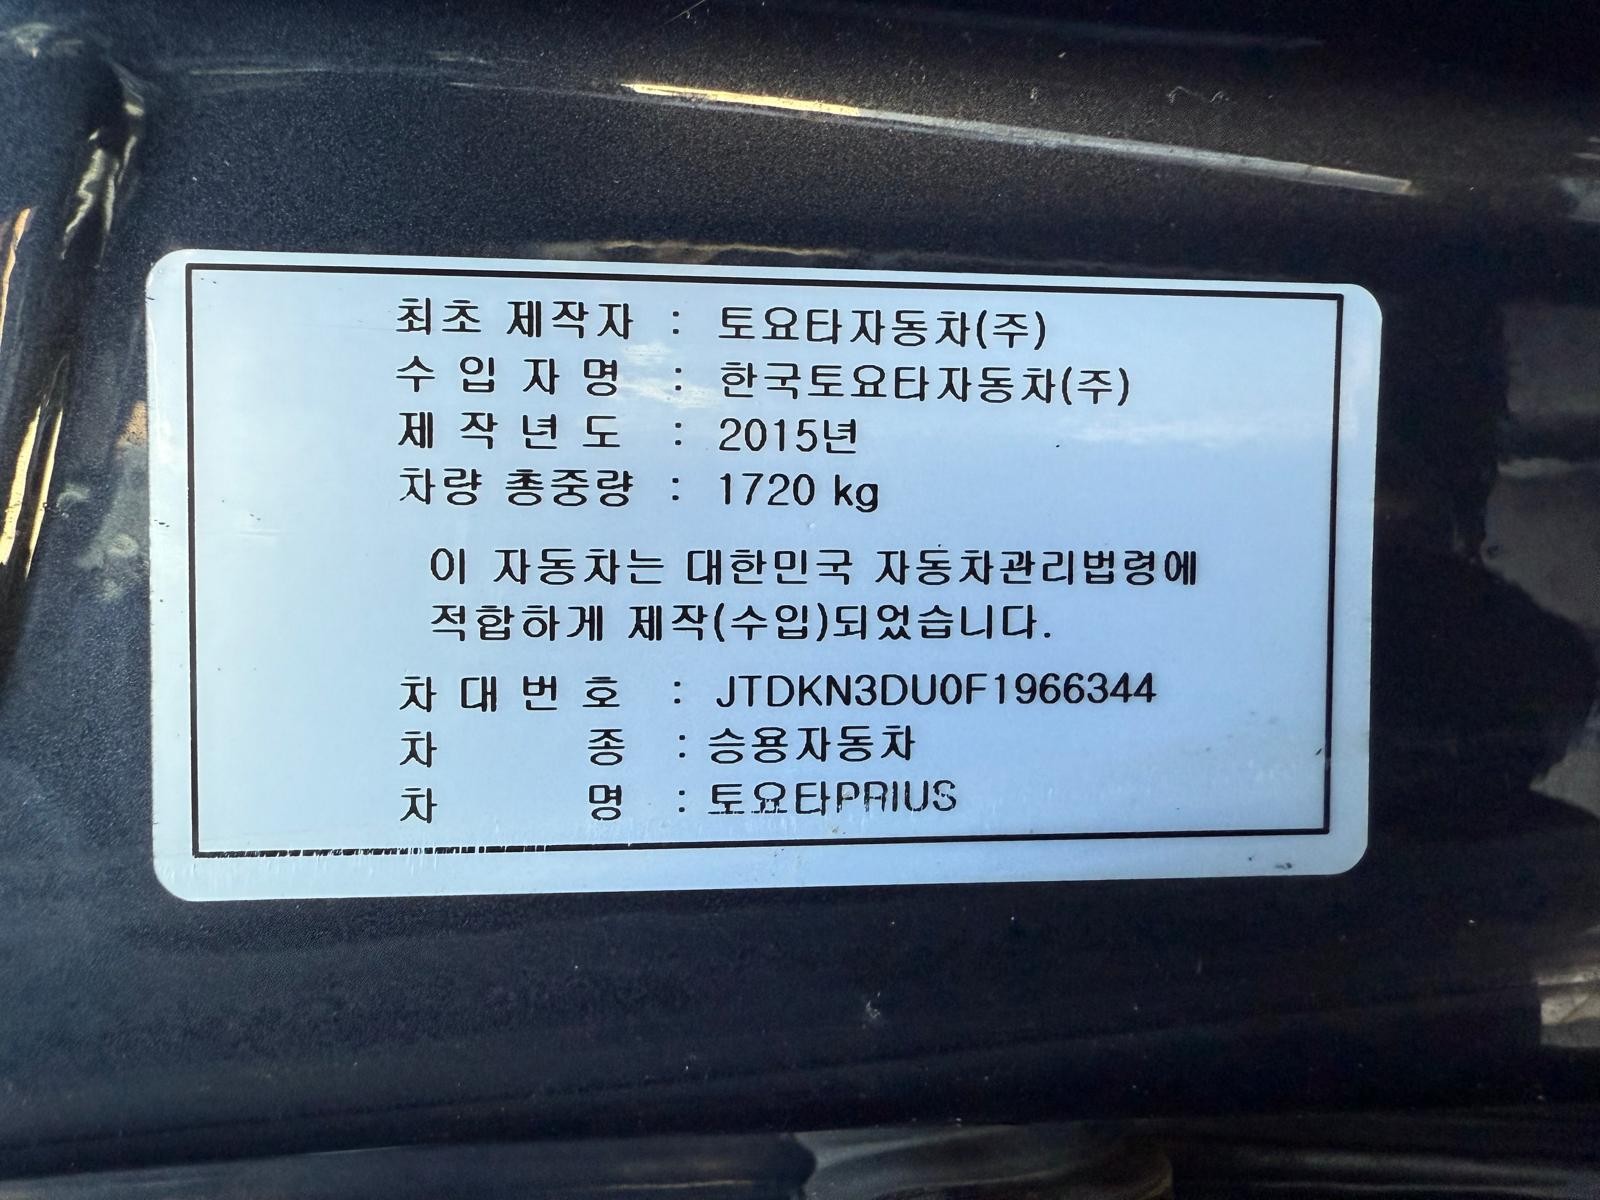 최초 제작자 : 토요타자동차(주)
수 입 자 명 : 한국토요타자동차(주)
제 작 년 도 : 2015년
차량 총중량 : 1720 kg
이 자동차는 대한민국 자동차관리법령에
적합하게 제작(수입)되었습니다.
차 대 번 호 : JTDKN3DU0F1966344
차 종 : 승용자동차
차 명 : 토요타PRIUS